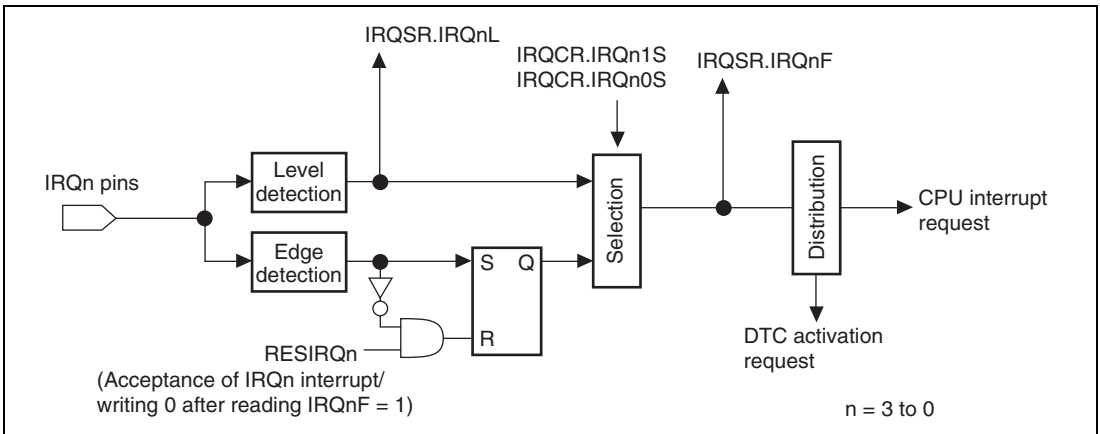 IRQSR.IRQnL
IRQCR.IRQn1S
IRQCR.IRQn0S
IRQSR.IRQnF
IRQn pins
Level
detection
Selection
Distribution
CPU interrupt
request
Edge
detection
S Q
R
RESIRQn
(Acceptance of IRQn interrupt/
writing 0 after reading IRQnF = 1)
DTC activation
request
n = 3 to 0